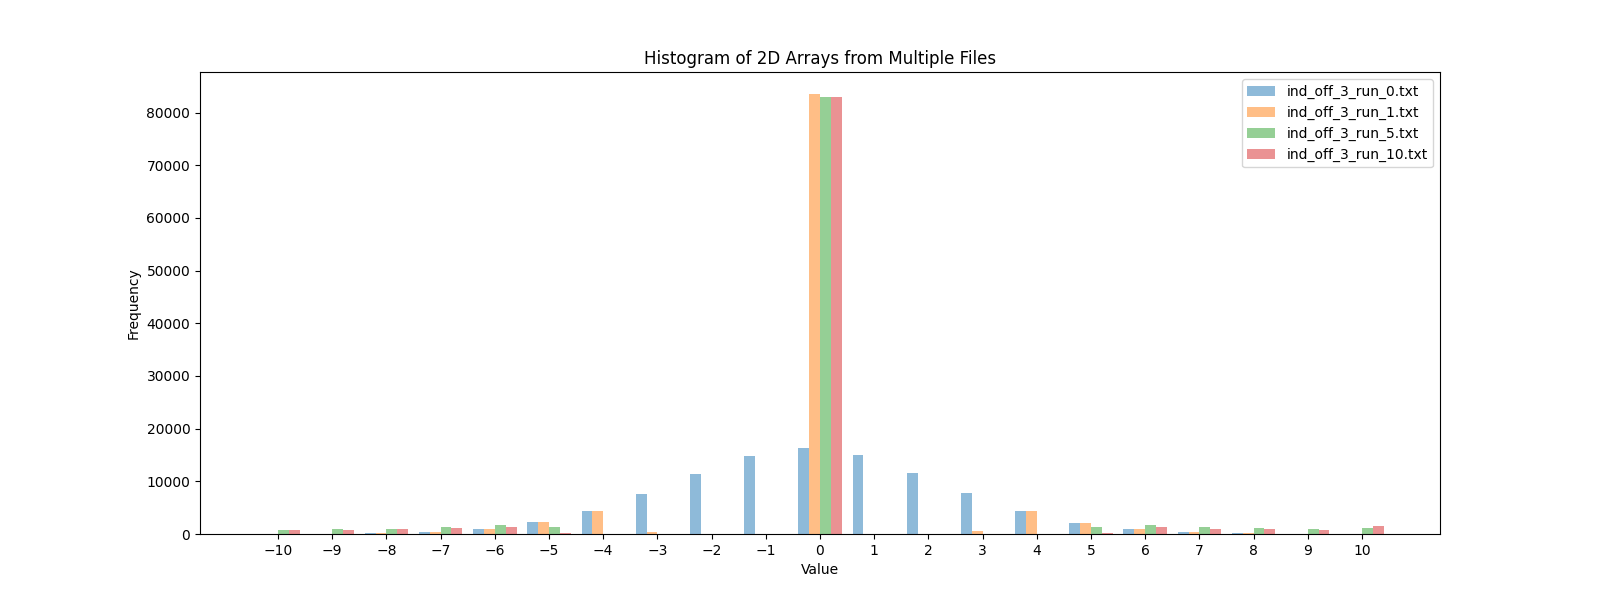 Histogram of 2D Arrays from Multiple Files
ind_off_3_run_0.txt
ind_off_3_run_1.txt
ind_off_3_run_5.txt
ind_off_3_run_10.txt
80000
70000
60000
50000
40000
30000
20000
10000
0
Frequency
−10 −9 −8 −7 −6 −5 −4 −3 −2 −1 0 1 2 3 4 5 6 7 8 9 10
Value